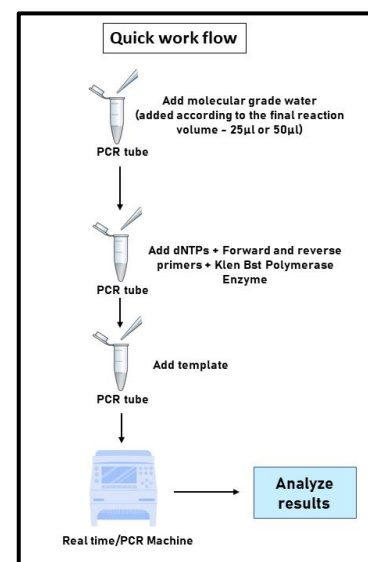 Quick work flow
Add molecular grade water
(added according to the final reaction
volume - 25µl or 50µl)
PCR tube
Add dNTPs + Forward and reverse
primers + Klen Bst Polymerase
Enzyme
PCR tube
Add template
PCR tube
Analyze
results
Real time/PCR Machine